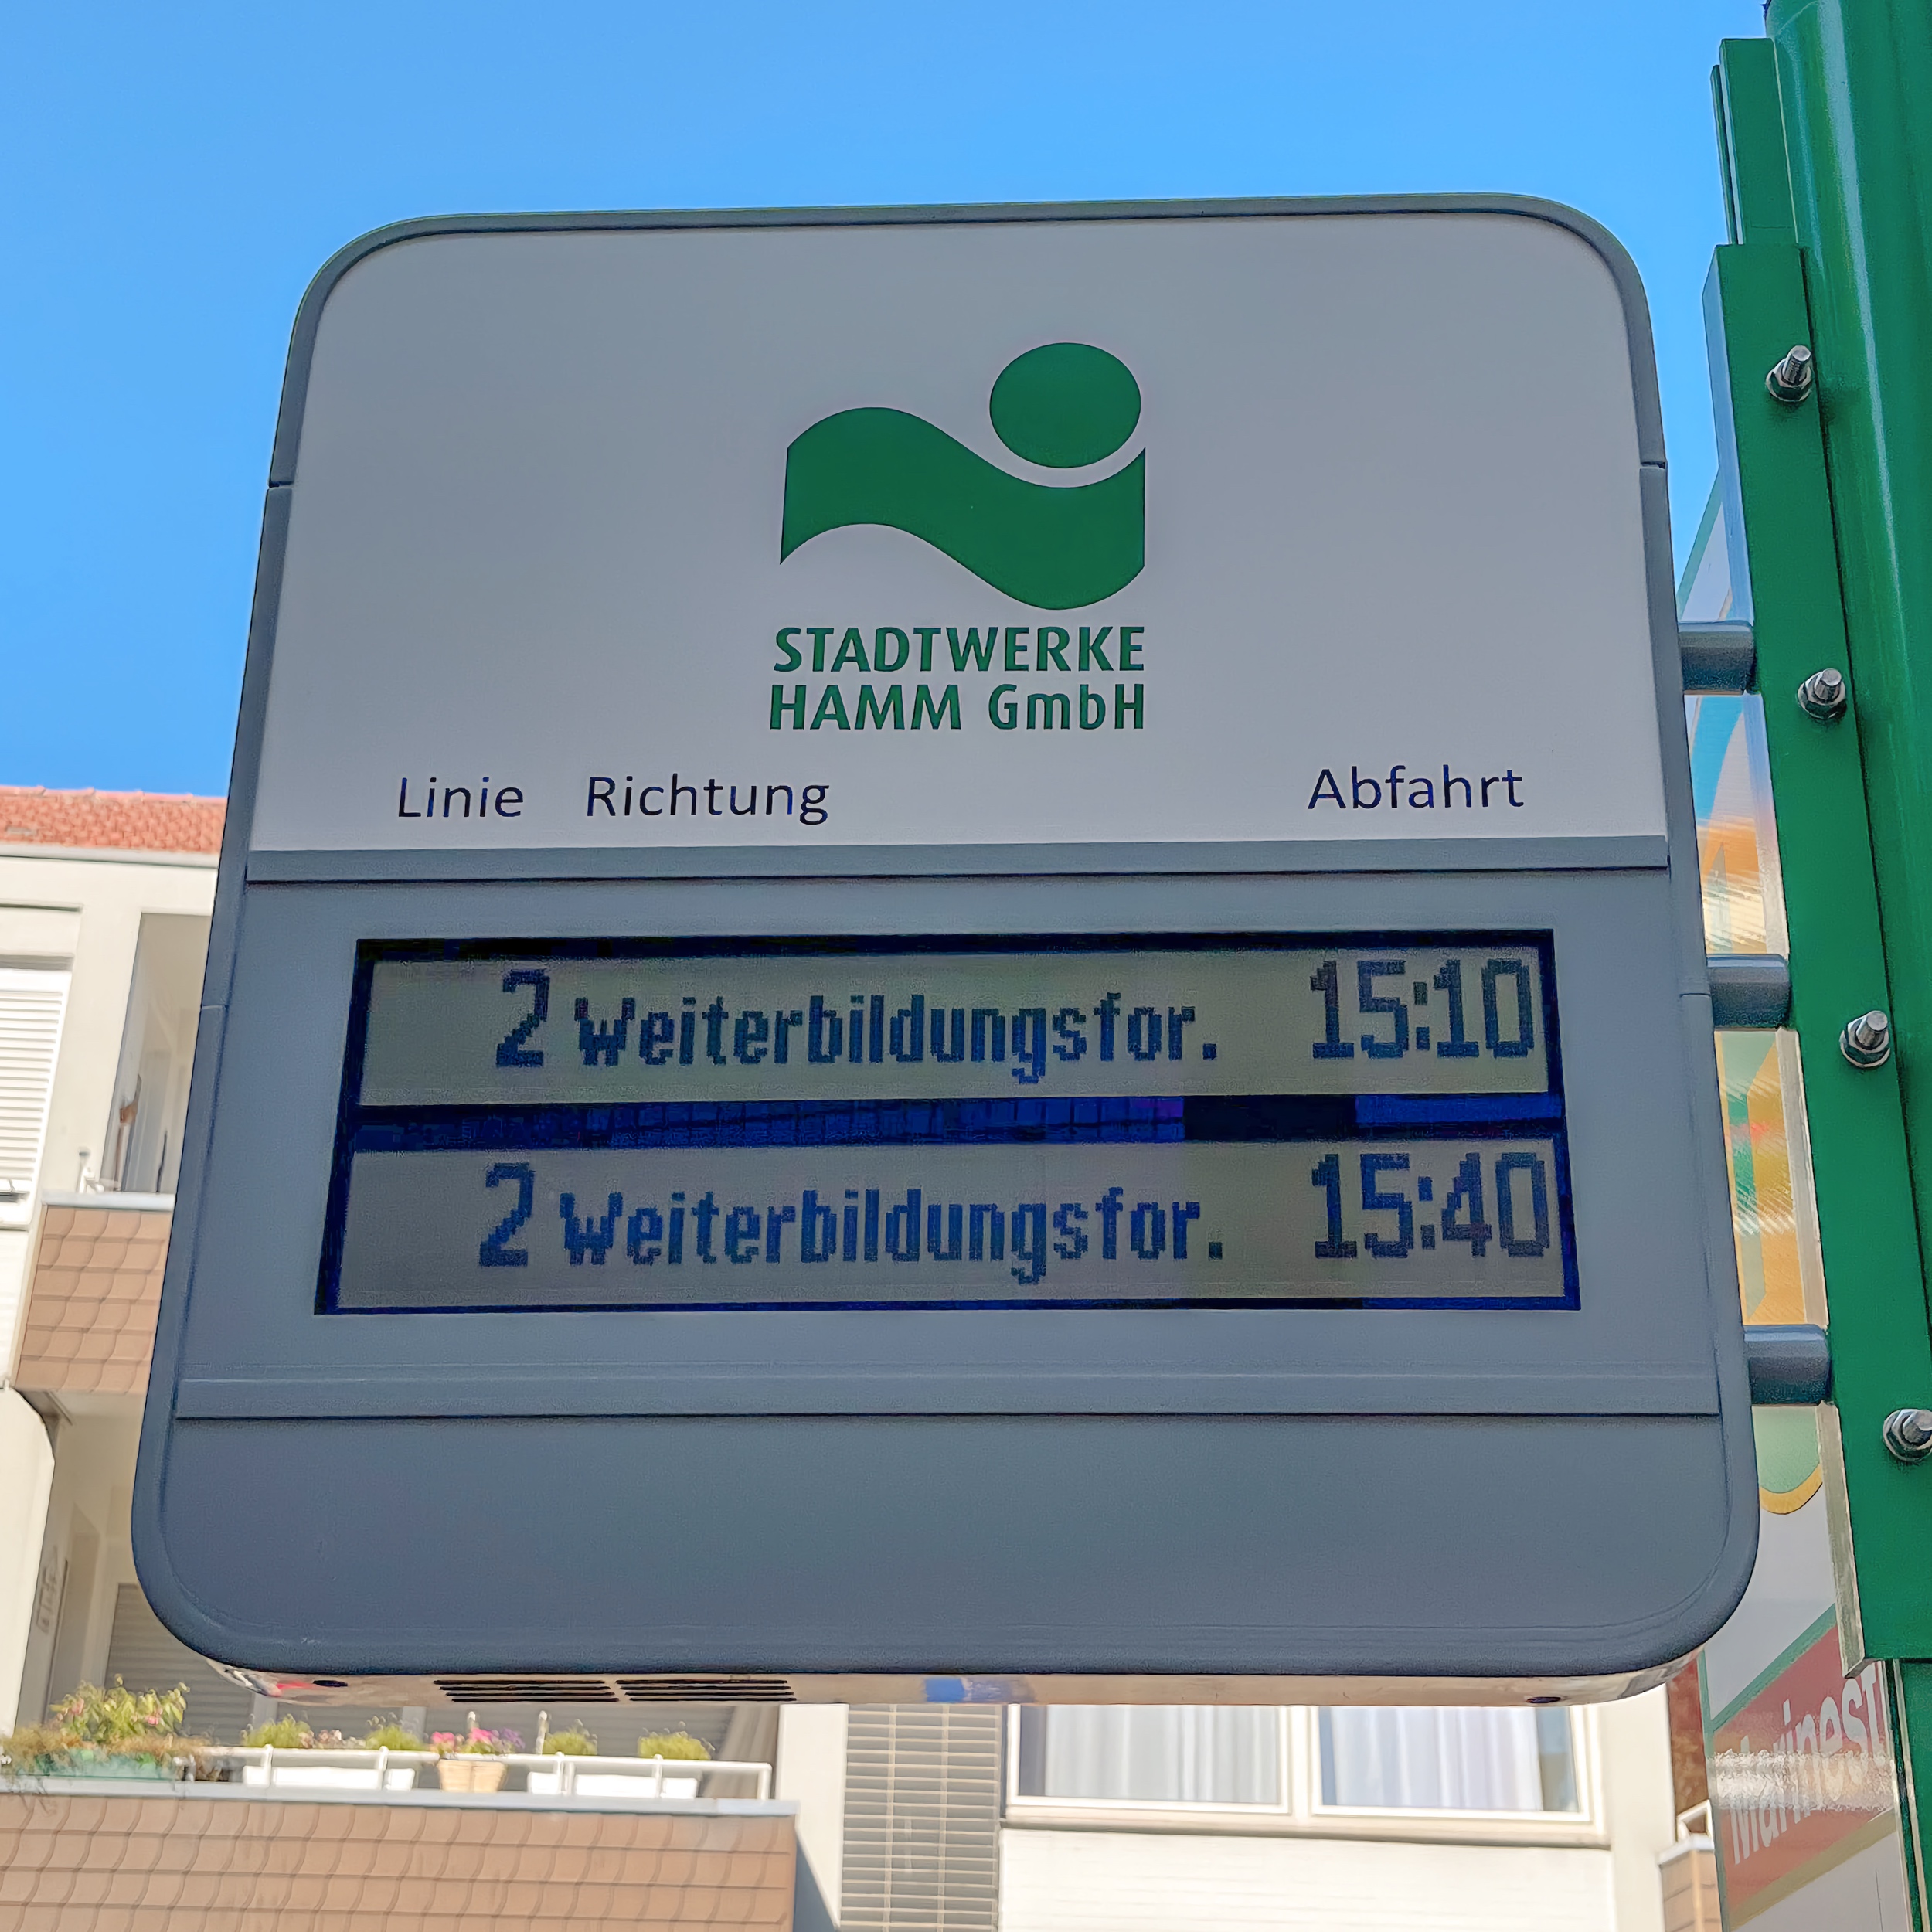 STADTWERKE
HAMM GmbH
Linie Richtung Abfahrt
2 Weiterbildungsfor. 15:10
2 Weiterbildungsfor. 15:40